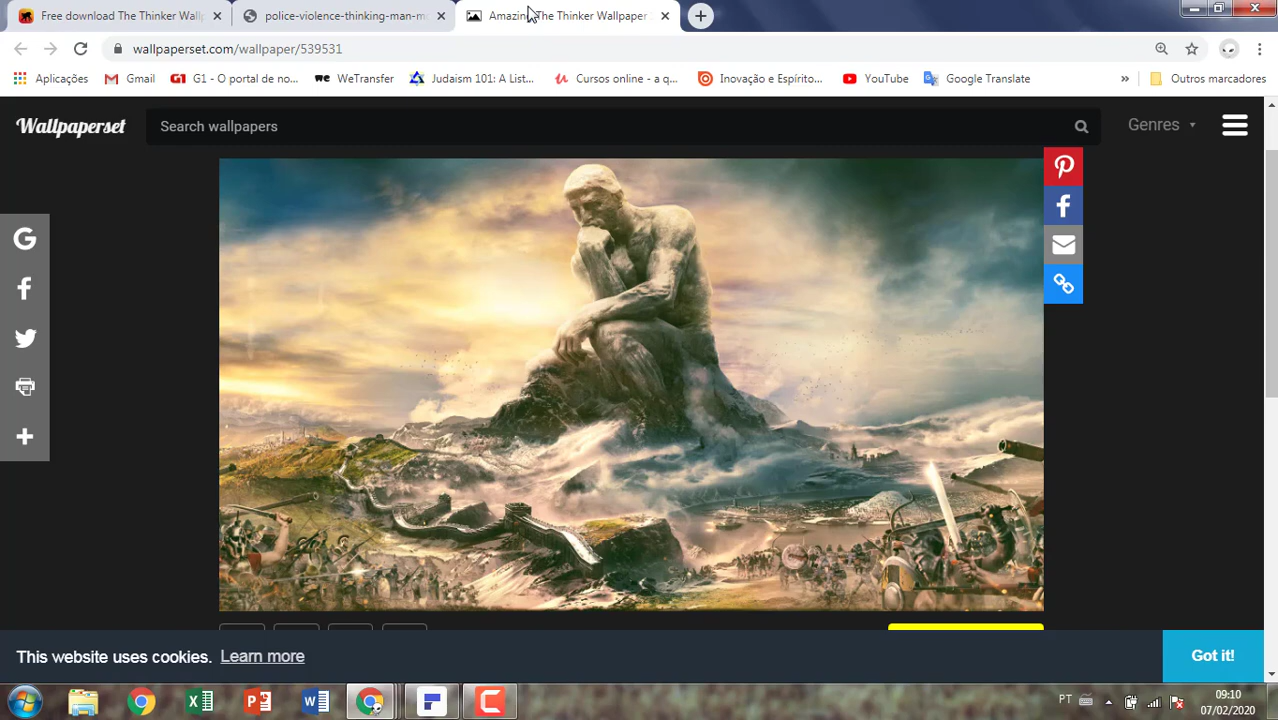 Free download The Thinker Wallp
police-violence-thinking-man-m
Amazing The Thinker Wallpaper
wallpaperset.com/wallpaper/539531
Aplicações
Gmail
G1 - O portal de no...
WeTransfer
Judaism 101: A List...
Cursos online - a q...
Inovação e Espírito...
YouTube
Google Translate
»
Outros marcadores
Wallpaperset
Search wallpapers
Genres
This website uses cookies. Learn more
Got it!
PT
09:10
07/02/2020